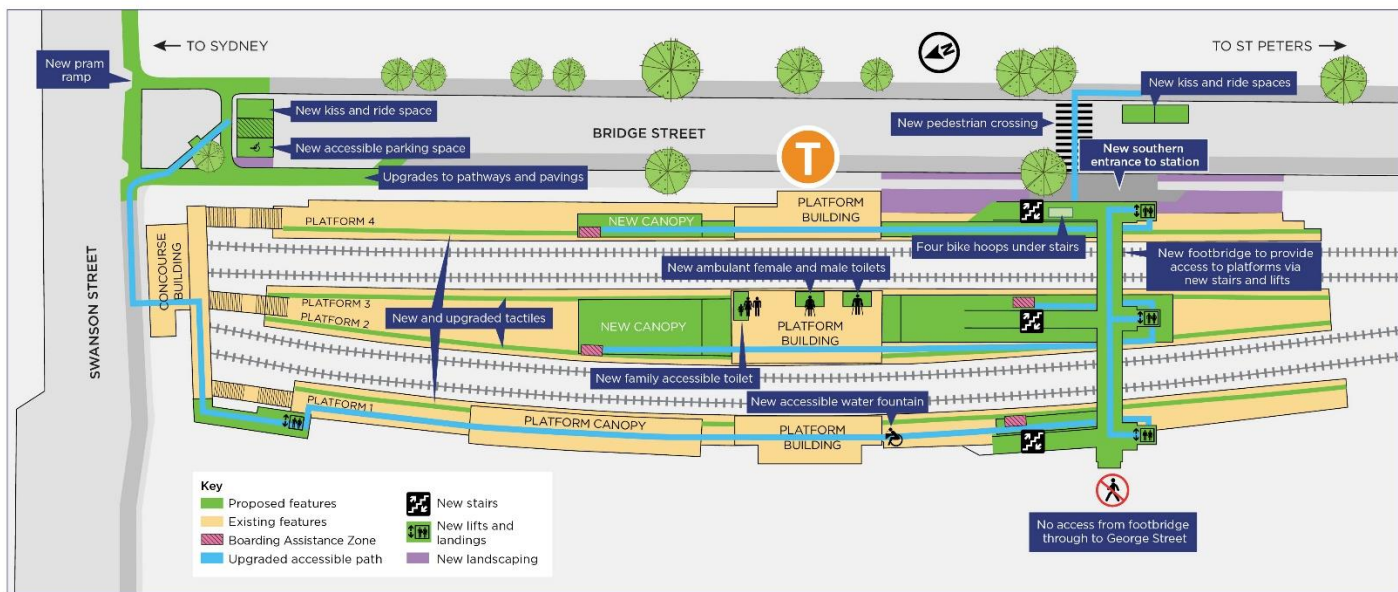 TO SYDNEY
TO ST PETERS
New pram
ramp
New kiss and ride space
New accessible parking space
BRIDGE STREET
New pedestrian crossing
New kiss and ride spaces
New southern
entrance to station
T
Upgrades to pathways and pavings
PLATFORM 4
NEW CANOPY
PLATFORM
BUILDING
Four bike hoops under stairs
New footbridge to provide
access to platforms via
new stairs and lifts
CONCOURSE
BUILDING
SWANSON STREET
New ambulant female and male toilets
PLATFORM 3
PLATFORM 2
New and upgraded tactiles
NEW CANOPY
PLATFORM
BUILDING
New family accessible toilet
New accessible water fountain
PLATFORM 1
PLATFORM CANOPY
PLATFORM
BUILDING
Key
Proposed features
Existing features
Boarding Assistance Zone
Upgraded accessible path
New stairs
New lifts and
landings
New landscaping
No access from footbridge
through to George Street
N